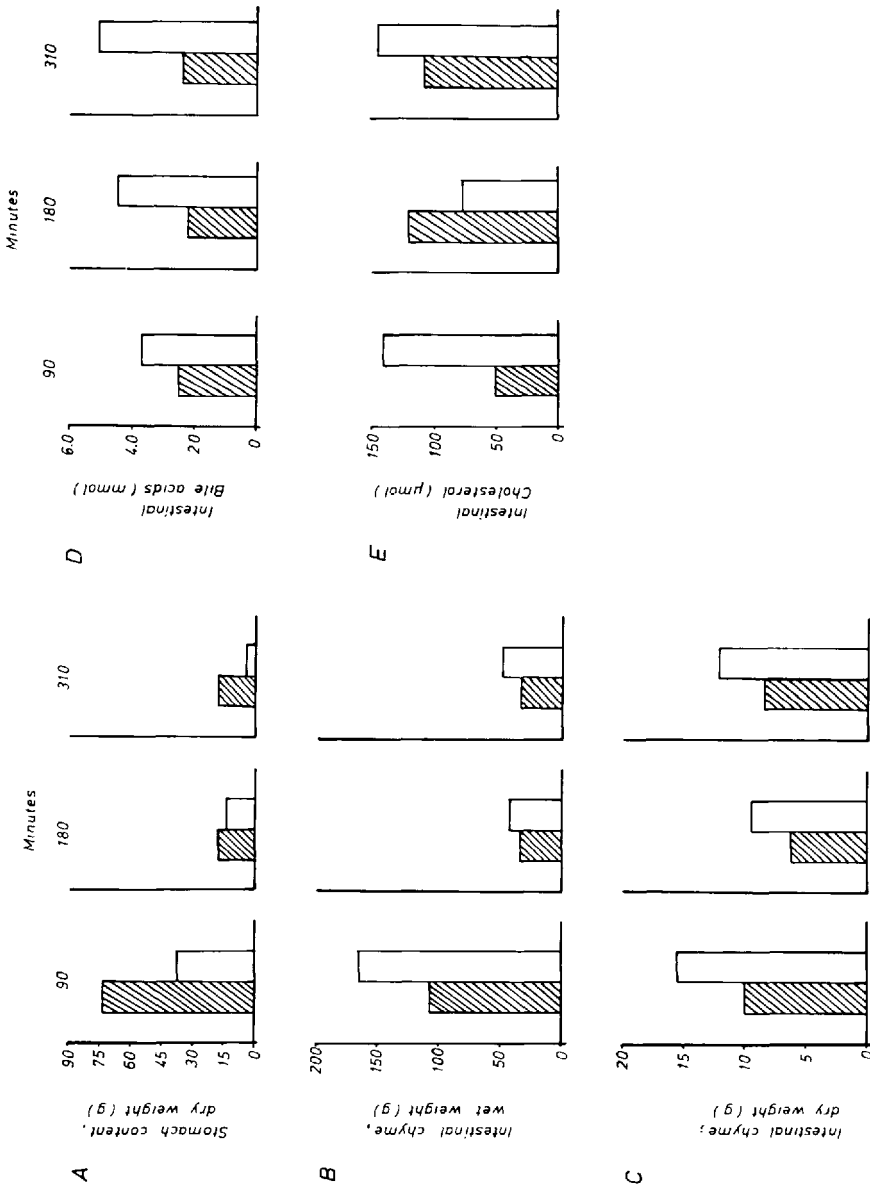 Minutes
90 180 310
A
Stomach content,
dry weight (g)
90
75
60
45
30
15
0
B
Intestinal chyme,
wet weight (g)
200
150
100
50
0
C
Intestinal chyme;
dry weight (g)
20
15
10
5
0
Minutes
90 180 310
D
Intestinal
Bile acids (mmol)
6.0
4.0
2.0
0
E
Intestinal
Cholesterol (µmol)
150
100
50
0